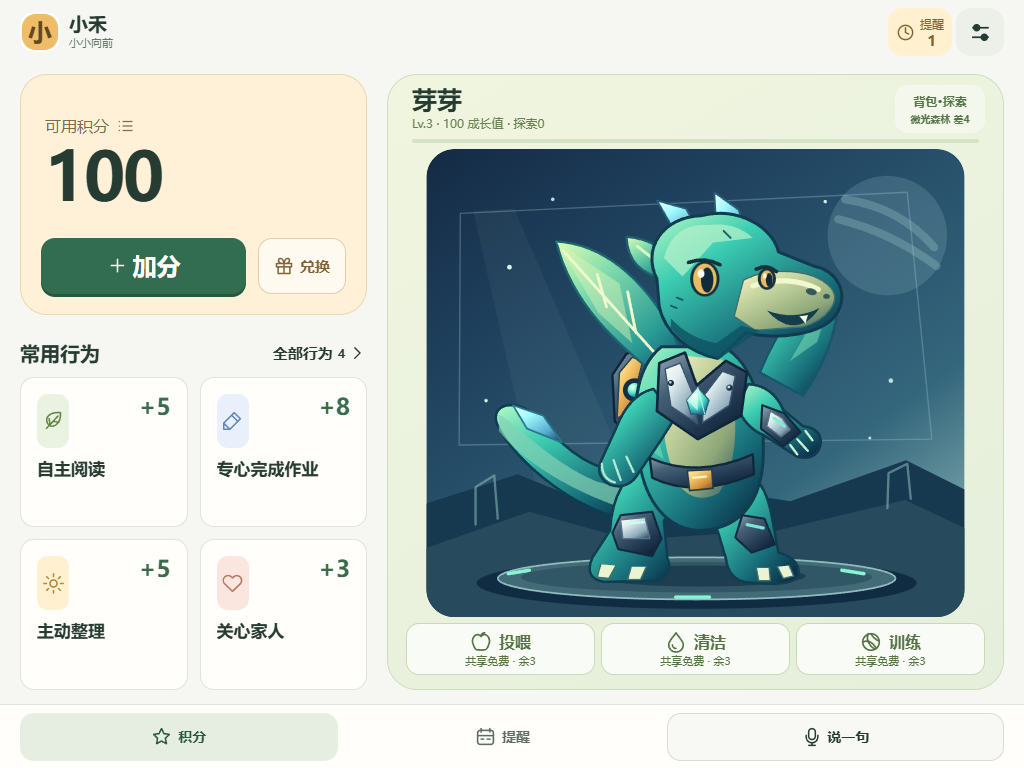 小
小禾
小小向前
提醒
1
可用积分
100
+ 加分
兑换
芽芽
Lv.3 · 100 成长值 · 探索0
背包•探索
微光森林 差4
常用行为
全部行为 4
+5
自主阅读
+8
专心完成作业
+5
主动整理
+3
关心家人
投喂
共享免费 · 余3
清洁
共享免费 · 余3
训练
共享免费 · 余3
积分
提醒
说一句